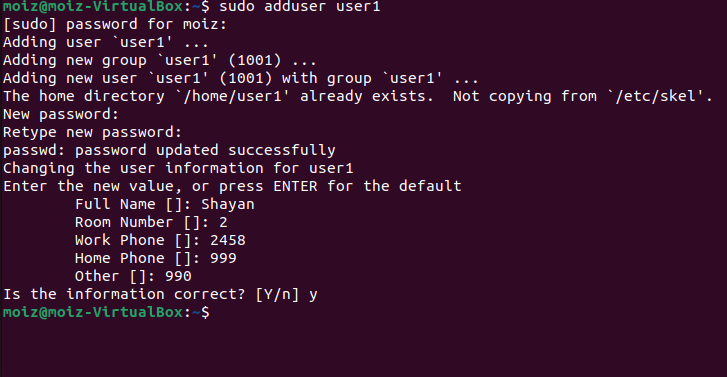 moiz@moiz-VirtualBox:~$ sudo adduser user1
[sudo] password for moiz:
Adding user `user1' ...
Adding new group `user1' (1001) ...
Adding new user `user1' (1001) with group `user1' ...
The home directory `/home/user1' already exists.  Not copying from `/etc/skel'.
New password:
Retype new password:
passwd: password updated successfully
Changing the user information for user1
Enter the new value, or press ENTER for the default
        Full Name []: Shayan
        Room Number []: 2
        Work Phone []: 2458
        Home Phone []: 999
        Other []: 990
Is the information correct? [Y/n] y
moiz@moiz-VirtualBox:~$